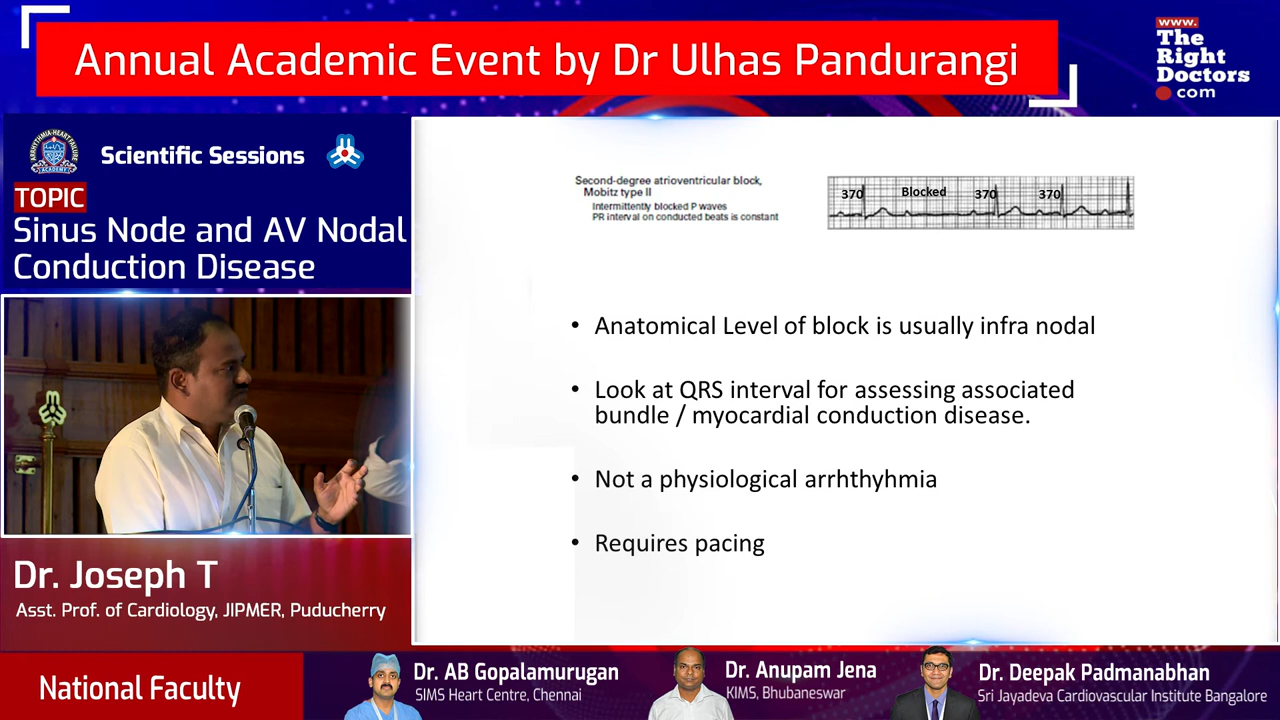 Annual Academic Event by Dr Ulhas Pandurangi
www.
The
Right
Doctors
com
ARRHYTHMIA-HEART FAILURE
ACADEMY
Scientific Sessions
TOPIC
Sinus Node and AV Nodal
Conduction Disease
Second-degree atrioventricular block,
Mobitz type II
Intermittently blocked P waves
PR interval on conducted beats is constant
370 Blocked 370 370
• Anatomical Level of block is usually infra nodal
• Look at QRS interval for assessing associated
bundle / myocardial conduction disease.
• Not a physiological arrhthyhmia
• Requires pacing
Dr. Joseph T
Asst. Prof. of Cardiology, JIPMER, Puducherry
National Faculty
Dr. AB Gopalamurugan
SIMS Heart Centre, Chennai
Dr. Anupam Jena
KIMS, Bhubaneswar
Dr. Deepak Padmanabhan
Sri Jayadeva Cardiovascular Institute Bangalore